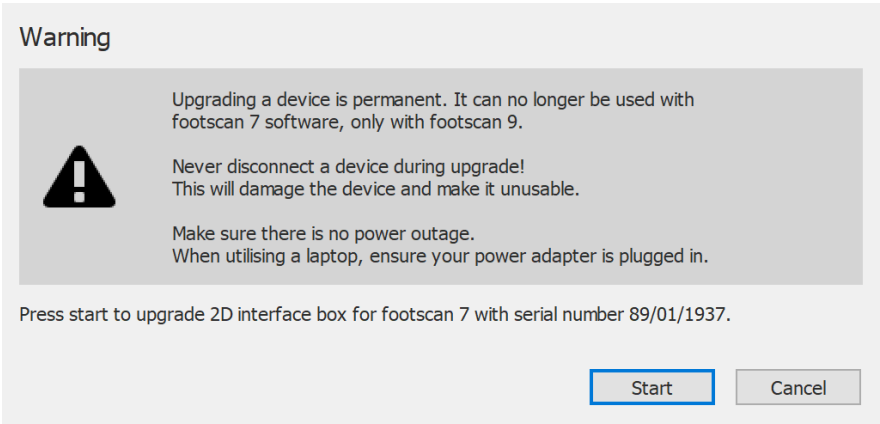 Warning
Upgrading a device is permanent. It can no longer be used with
footscan 7 software, only with footscan 9.
Never disconnect a device during upgrade!
This will damage the device and make it unusable.
Make sure there is no power outage.
When utilising a laptop, ensure your power adapter is plugged in.
Press start to upgrade 2D interface box for footscan 7 with serial number 89/01/1937.
Start
Cancel